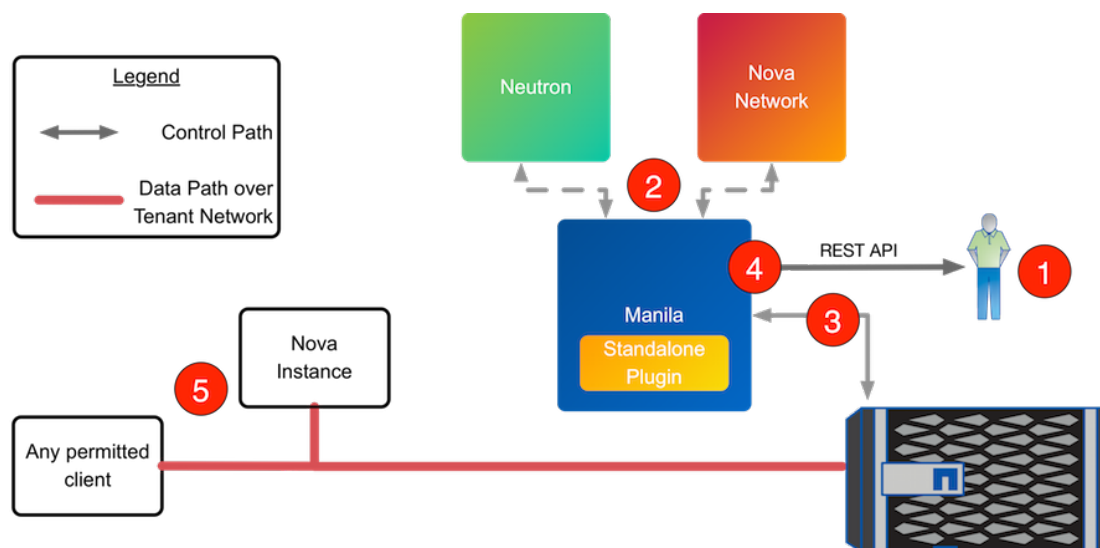 Legend
Control Path
Data Path over
Tenant Network
Neutron
Nova
Network
2
4
REST API
1
Manila
3
Standalone
Plugin
Nova
Instance
5
Any permitted
client